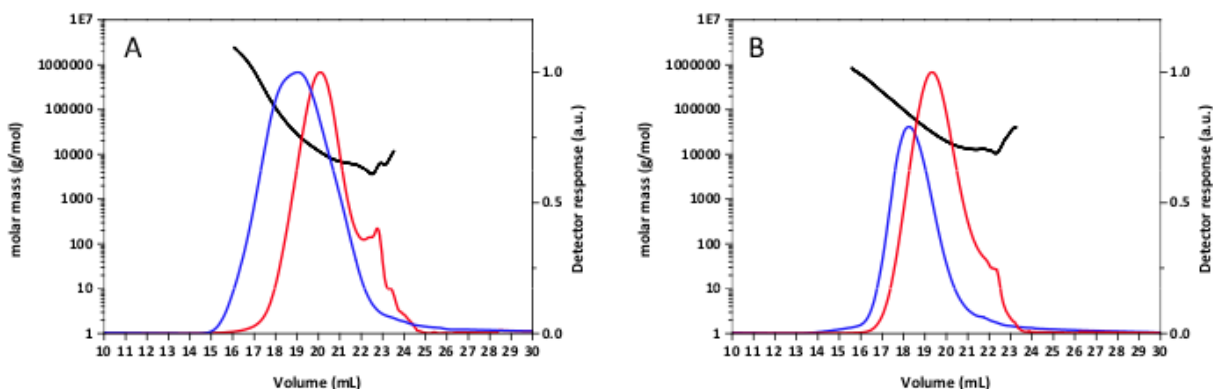 A
1E7
1000000
100000
10000
1000
100
10
1
molar mass (g/mol)
1.0
0.5
0.0
Detector response (a.u.)
10 11 12 13 14 15 16 17 18 19 20 21 22 23 24 25 26 27 28 29 30
Volume (mL)
B
1E7
1000000
100000
10000
1000
100
10
1
molar mass (g/mol)
1.0
0.5
0.0
Detector response (a.u.)
10 11 12 13 14 15 16 17 18 19 20 21 22 23 24 25 26 27 28 29 30
Volume (mL)